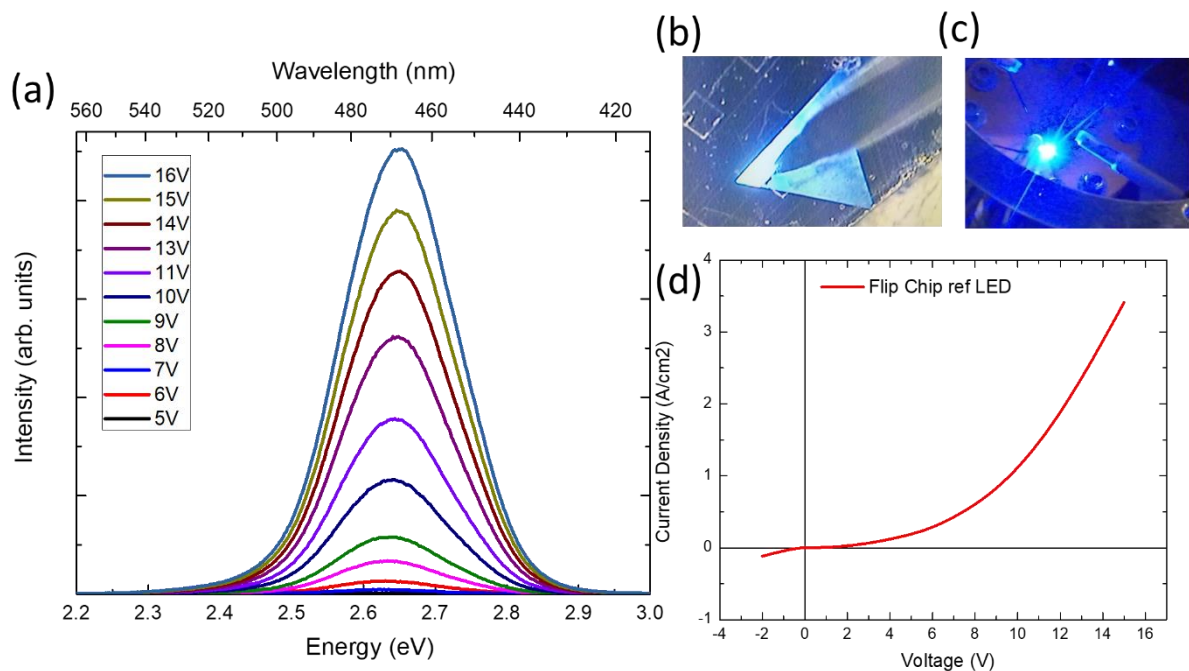 (a)
Wavelength (nm)
560 540 520 500 480 460 440 420
Intensity (arb. units)
16V
15V
14V
13V
11V
10V
9V
8V
7V
6V
5V
2.2 2.3 2.4 2.5 2.6 2.7 2.8 2.9 3.0
Energy (eV)
(b)
(c)
(d)
Current Density (A/cm2)
4
3
2
1
0
-1
Flip Chip ref LED
-4 -2 0 2 4 6 8 10 12 14 16
Voltage (V)